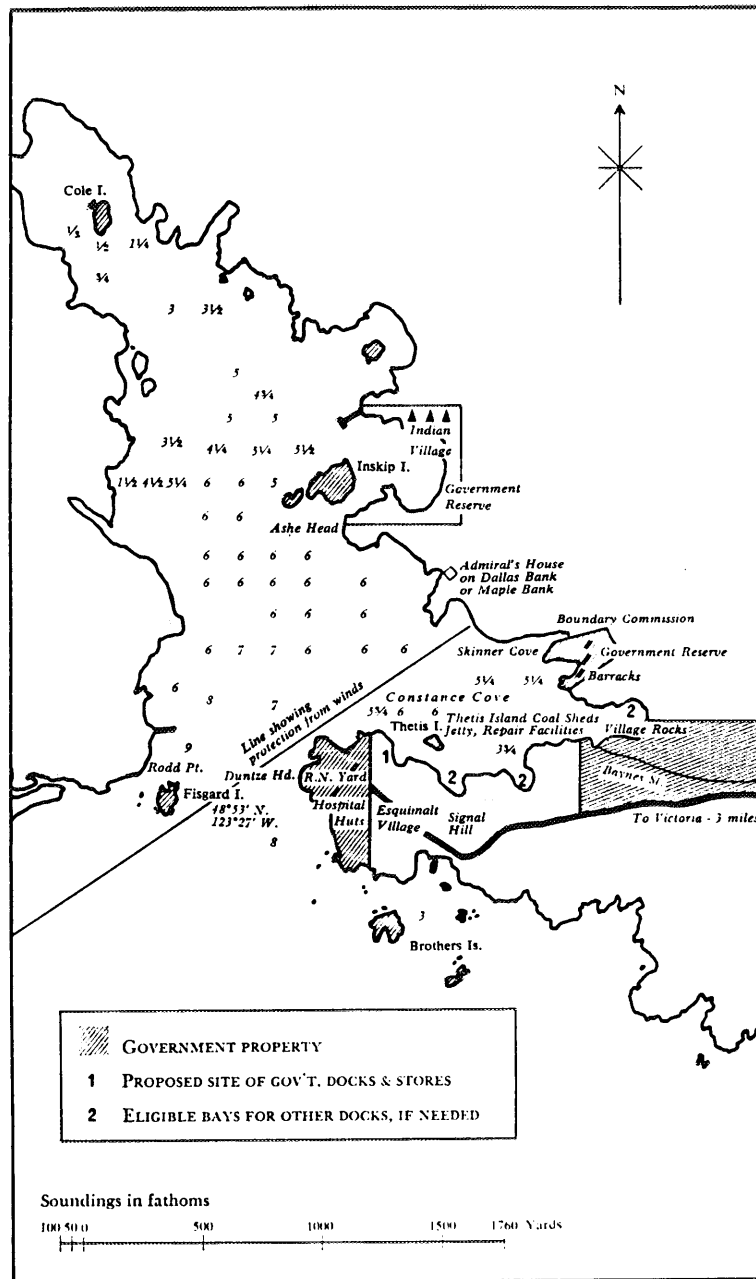 N
Cole I.
½ ½ 1¼
¾
3 3½
5
4¾
5 5
Indian
Village
3½ 4¼ 5¼ 5½
Inskip I.
1½ 4½ 5¼ 6 6 5
Government
Reserve
6 6
Ashe Head
6 6 6 6
Admiral's House
on Dallas Bank
or Maple Bank
6 6 6 6 6
6 6 6
Boundary Commission
6 7 7 6 6 6
Skinner Cove
Government Reserve
Barracks
6
5¼ 5¼
8 7
Constance Cove
5¾ 6 6
2
Line showing
protection from winds
Thetis I.
Thetis Island Coal Sheds
Jetty, Repair Facilities
Village Rocks
9
3¾
1
2
2
Rodd Pt.
Duntze Hd.
R.N. Yard
Baynes St.
Fisgard I.
48°53' N.
123°27' W.
Hospital
Huts
Esquimalt
Village
Signal
Hill
To Victoria - 3 miles
8
3
Brothers Is.
GOVERNMENT PROPERTY
1 PROPOSED SITE OF GOV'T. DOCKS & STORES
2 ELIGIBLE BAYS FOR OTHER DOCKS, IF NEEDED
Soundings in fathoms
100 50 0 500 1000 1500 1760 Yards